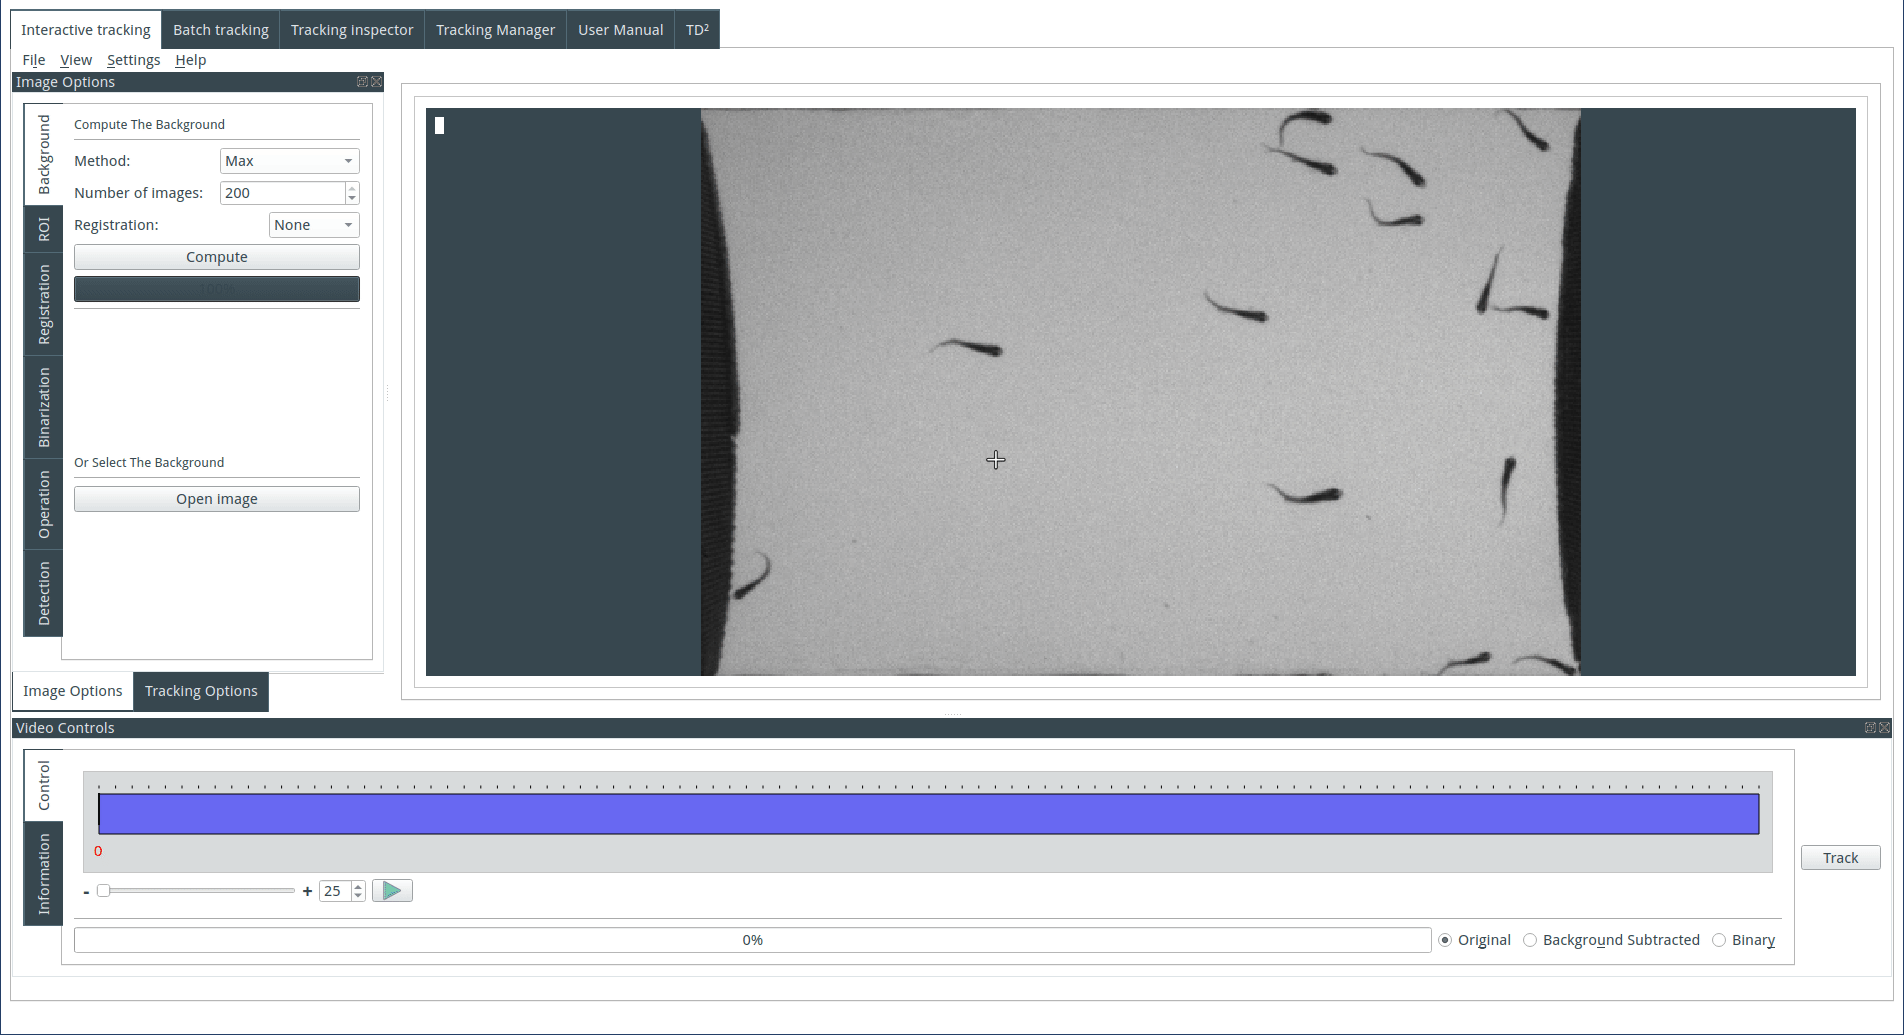 Interactive tracking Batch tracking Tracking inspector Tracking Manager User Manual TD²
File View Settings Help
Image Options
Background
ROI
Registration
Binarization
Operation
Detection
Compute The Background
Method: Max
Number of images: 200
Registration: None
Compute
100%
Or Select The Background
Open image
Image Options Tracking Options
Video Controls
Control
Information
0
- + 25
Track
0% Original Background Subtracted Binary